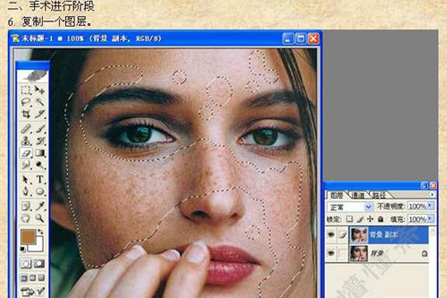 二、手术进行阶段
6. 复制一个图层。
未标题-1 @ 100% (背景 副本, RGB/8)
图层 通道 路径
正常 不透明度: 100%
锁定: 填充: 100%
背景 副本
背景